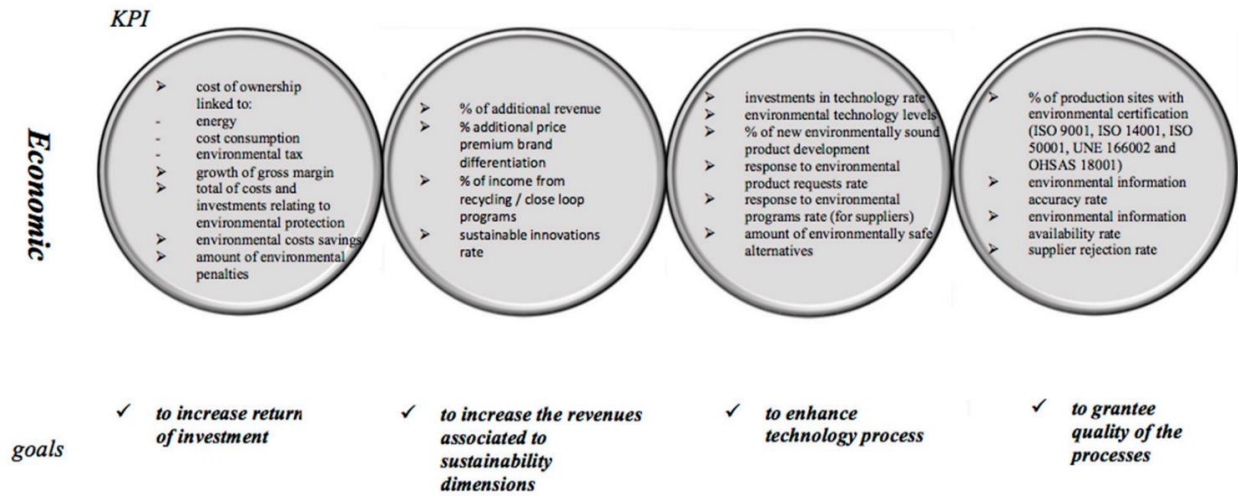 KPI
Economic
➢ cost of ownership
linked to:
- energy
- cost consumption
- environmental tax
➢ growth of gross margin
➢ total of costs and
investments relating to
environmental protection
➢ environmental costs savings
➢ amount of environmental
penalties
➢ % of additional revenue
➢ % additional price
premium brand
differentiation
➢ % of income from
recycling / close loop
programs
➢ sustainable innovations
rate
➢ investments in technology rate
➢ environmental technology levels
➢ % of new environmentally sound
product development
➢ response to environmental
product requests rate
➢ response to environmental
programs rate (for suppliers)
➢ amount of environmentally safe
alternatives
➢ % of production sites with
environmental certification
(ISO 9001, ISO 14001, ISO
50001, UNE 166002 and
OHSAS 18001)
➢ environmental information
accuracy rate
➢ environmental information
availability rate
➢ supplier rejection rate
goals
✓ to increase return
of investment
✓ to increase the revenues
associated to
sustainability
dimensions
✓ to enhance
technology process
✓ to grantee
quality of the
processes